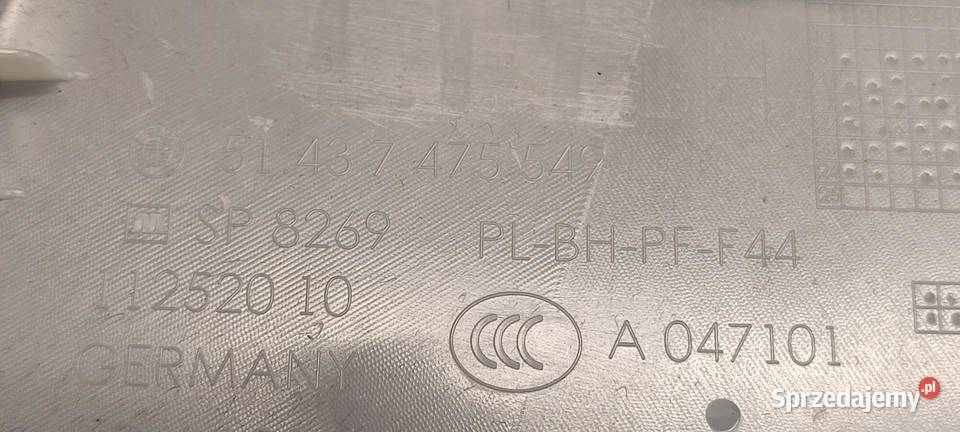 51.43 7 475 549
SP 8269
PL-BH-PF-F44
112520 10
GERMANY
CCC
A 047101
Sprzedajemy.pl